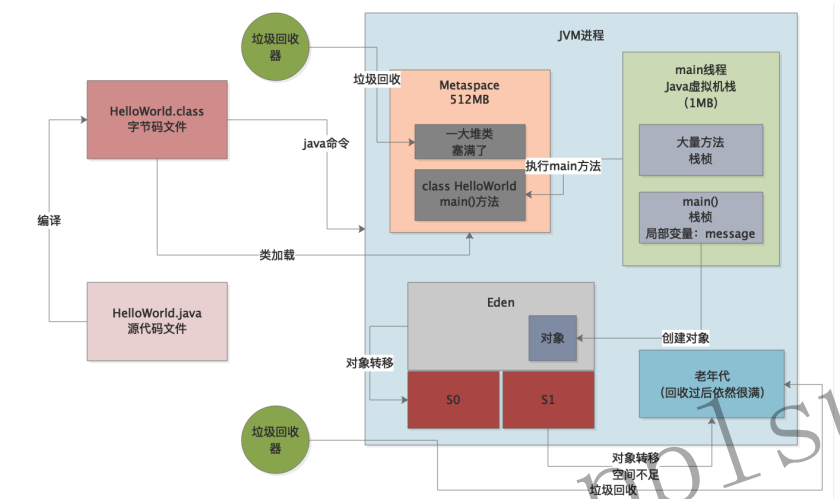 JVM进程
垃圾回收
器
垃圾回收
Metaspace
512MB
main线程
Java虚拟机栈
（1MB）
HelloWorld.class
字节码文件
java命令
一大堆类
塞满了
大量方法
栈桢
执行main方法
class HelloWorld
main()方法
main()
栈桢
局部变量：message
编译
类加载
HelloWorld.java
源代码文件
Eden
对象
创建对象
对象转移
老年代
（回收过后依然很满）
S0
S1
垃圾回收
器
对象转移
空间不足
垃圾回收